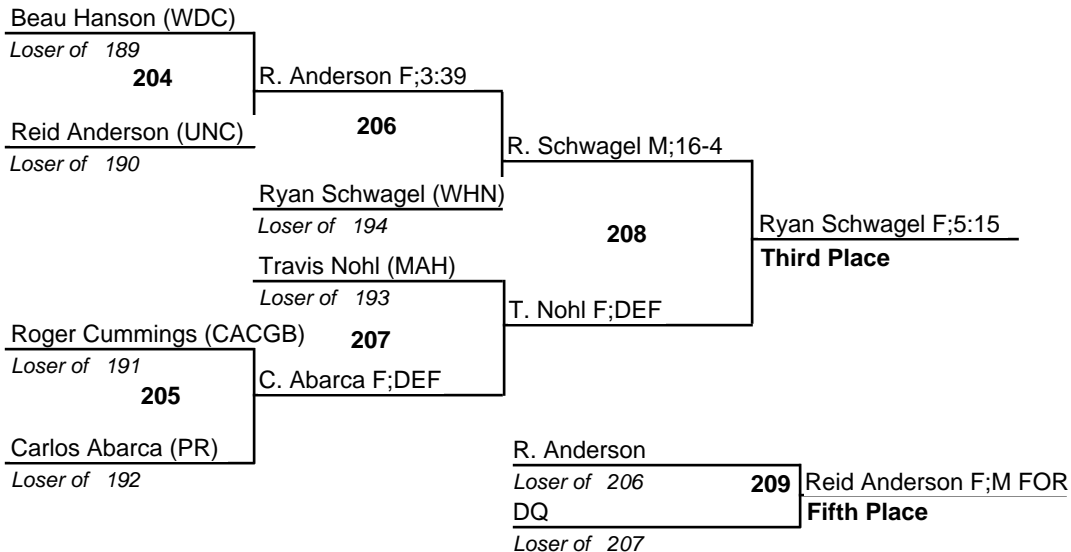 Beau Hanson (WDC)
Loser of 189
204
R. Anderson F;3:39
Reid Anderson (UNC)
Loser of 190
206
R. Schwagel M;16-4
Ryan Schwagel (WHN)
Loser of 194
208
Ryan Schwagel F;5:15
Third Place
Travis Nohl (MAH)
Loser of 193
T. Nohl F;DEF
Roger Cummings (CACGB)
207
Loser of 191
205
C. Abarca F;DEF
Carlos Abarca (PR)
Loser of 192
R. Anderson
Loser of 206
209
Reid Anderson F;M FOR
DQ
Fifth Place
Loser of 207